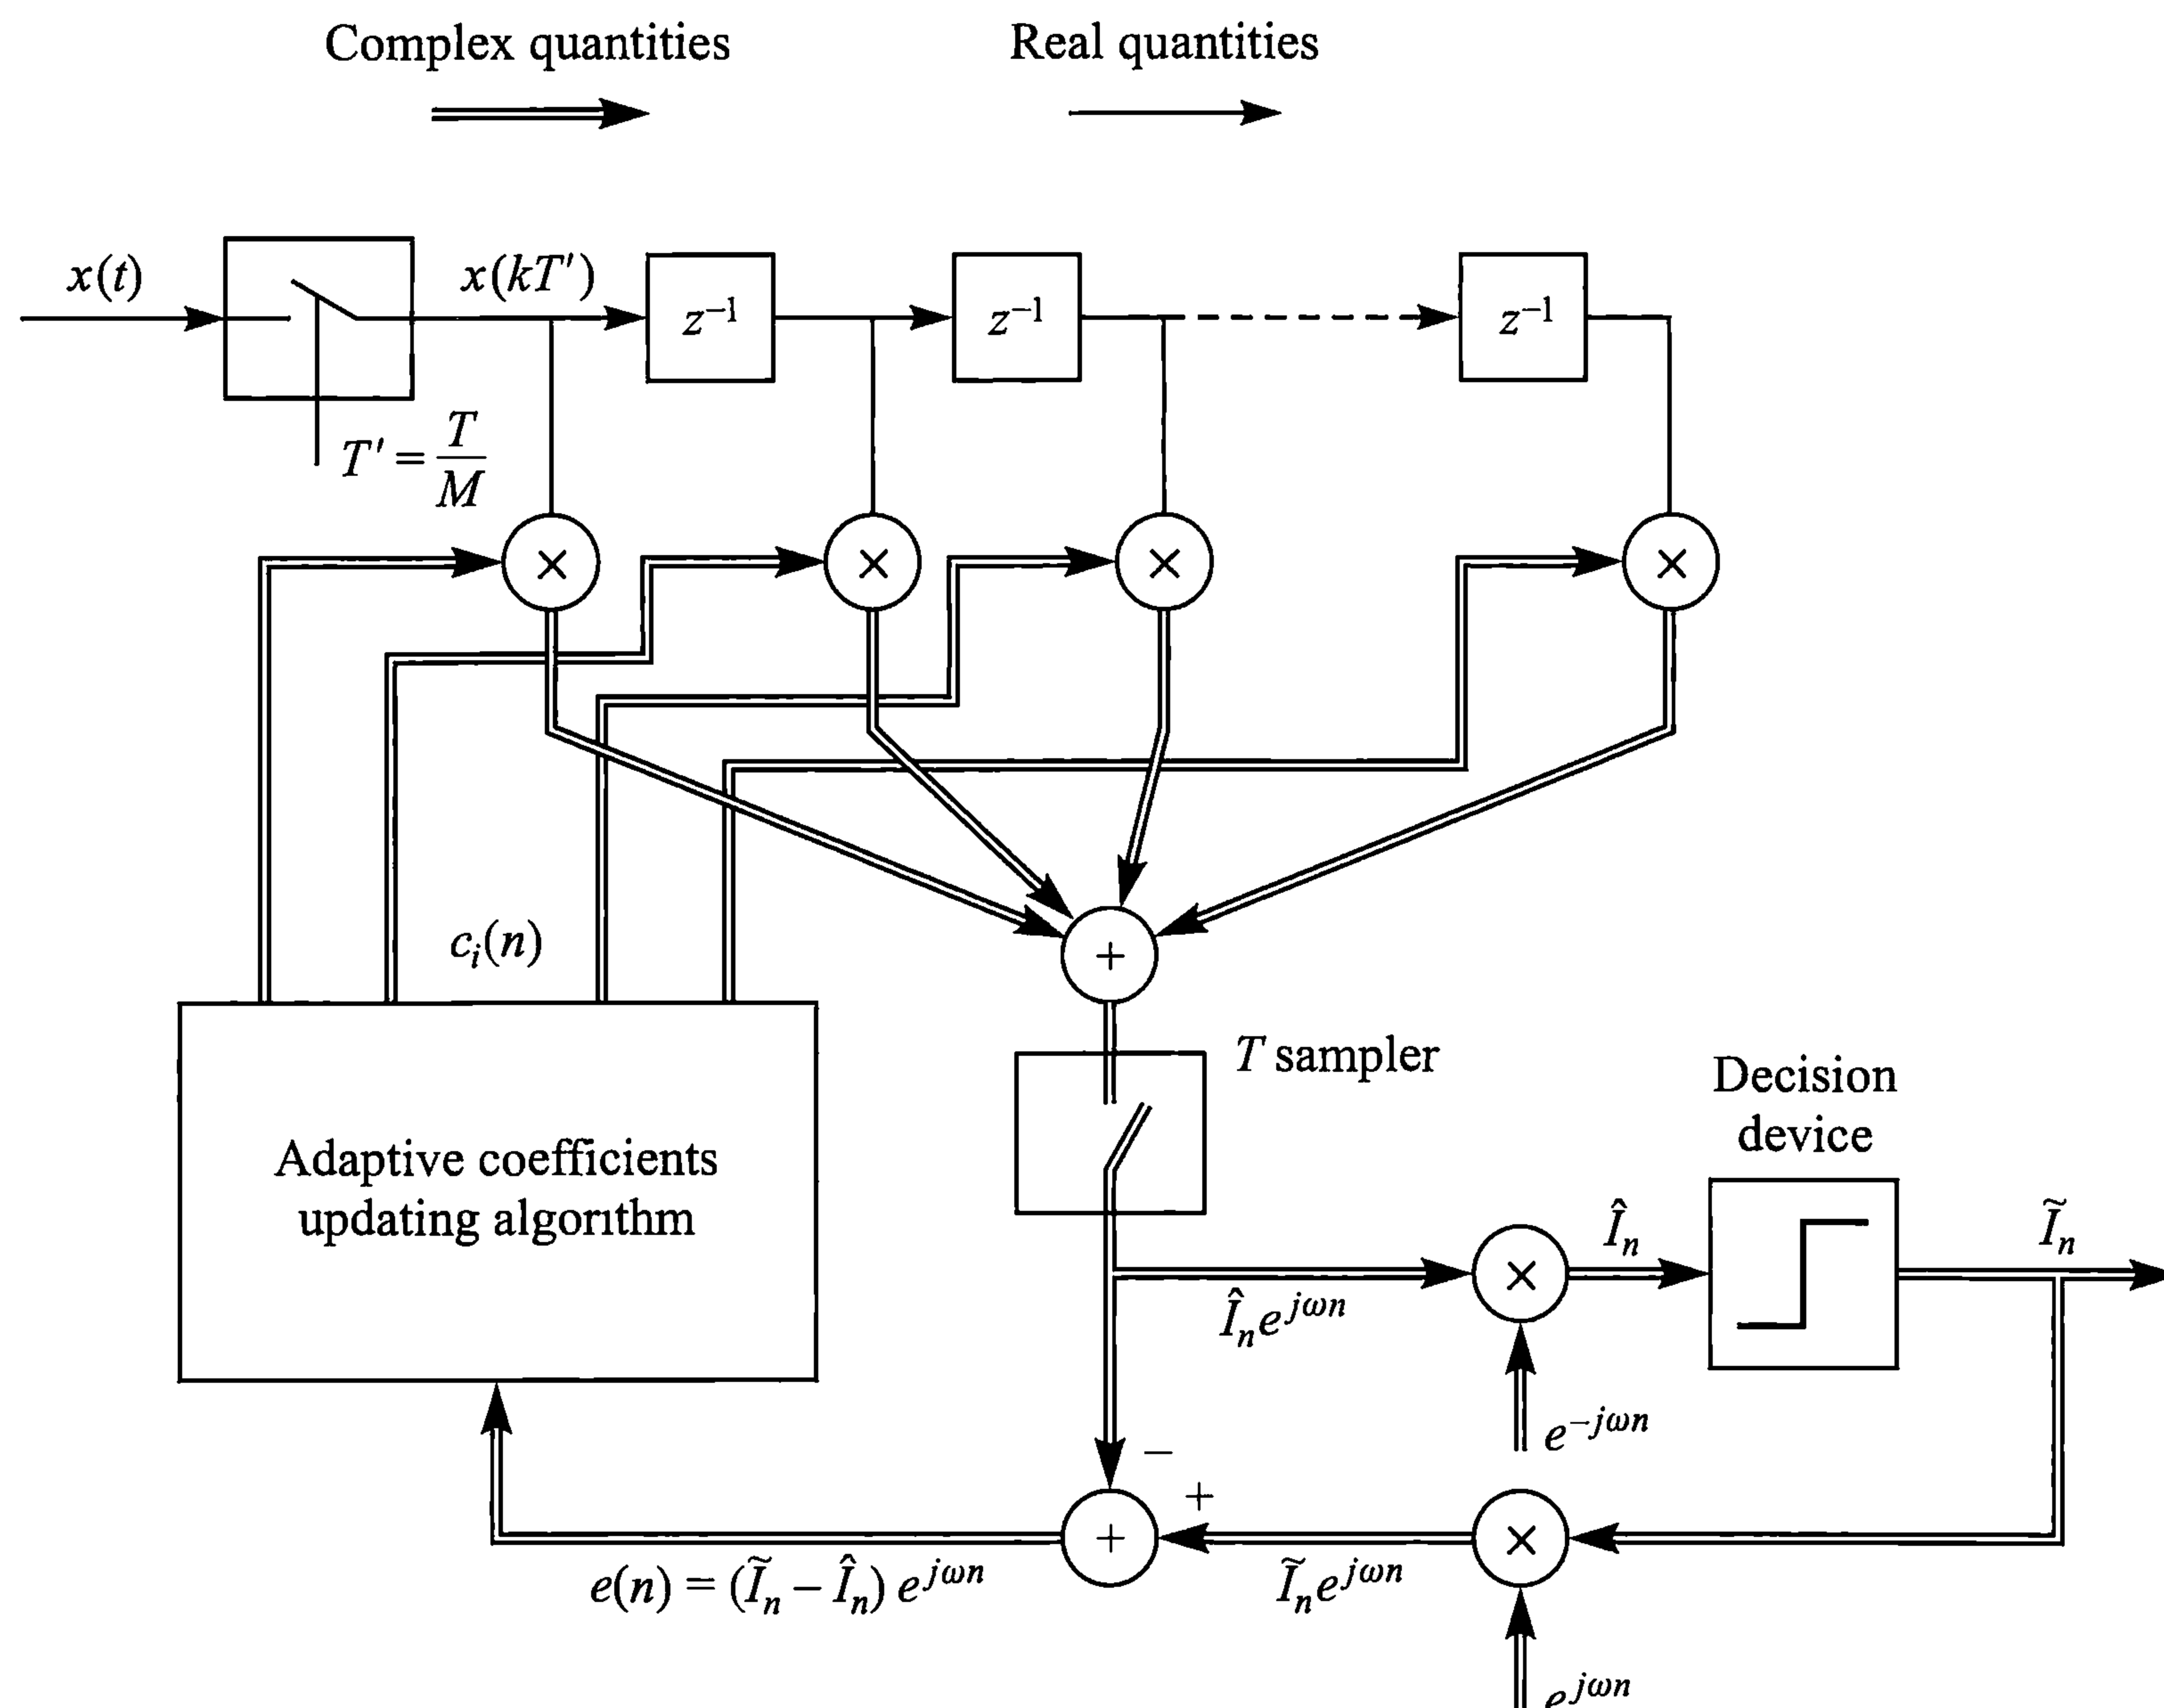 Complex quantities
Real quantities
x(t)
x(kT′)
z⁻¹
z⁻¹
z⁻¹
T′ = T/M
×
×
×
×
cᵢ(n)
+
T sampler
Decision
device
Adaptive coefficients
updating algorithm
×
Î_n
Ĩ_n
Î_n e^{jωn}
e^{-jωn}
−
+
+
×
e(n) = (Ĩ_n − Î_n) e^{jωn}
Ĩ_n e^{jωn}
e^{jωn}